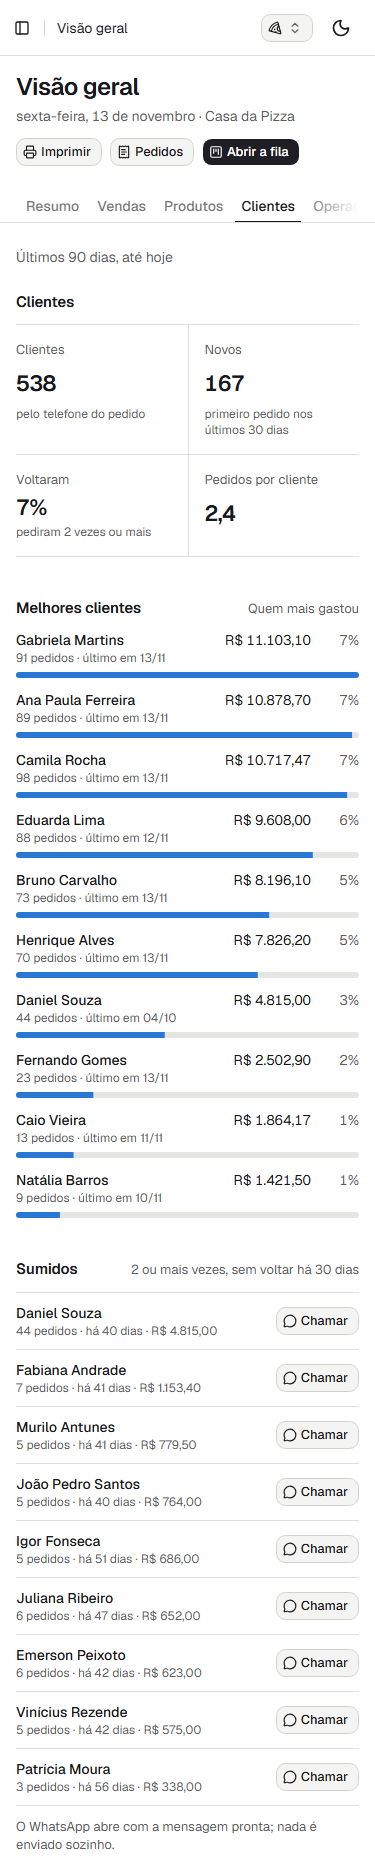 Visão geral
Visão geral
sexta-feira, 13 de novembro · Casa da Pizza
Imprimir
Pedidos
Abrir a fila
Resumo
Vendas
Produtos
Clientes
Opera
Últimos 90 dias, até hoje
Clientes
Clientes
538
pelo telefone do pedido
Novos
167
primeiro pedido nos
últimos 30 dias
Voltaram
7%
pediram 2 vezes ou mais
Pedidos por cliente
2,4
Melhores clientes
Quem mais gastou
Gabriela Martins R$ 11.103,10 7%
91 pedidos · último em 13/11
Ana Paula Ferreira R$ 10.878,70 7%
89 pedidos · último em 13/11
Camila Rocha R$ 10.717,47 7%
98 pedidos · último em 13/11
Eduarda Lima R$ 9.608,00 6%
88 pedidos · último em 12/11
Bruno Carvalho R$ 8.196,10 5%
73 pedidos · último em 13/11
Henrique Alves R$ 7.826,20 5%
70 pedidos · último em 13/11
Daniel Souza R$ 4.815,00 3%
44 pedidos · último em 04/10
Fernando Gomes R$ 2.502,90 2%
23 pedidos · último em 13/11
Caio Vieira R$ 1.864,17 1%
13 pedidos · último em 11/11
Natália Barros R$ 1.421,50 1%
9 pedidos · último em 10/11
Sumidos
2 ou mais vezes, sem voltar há 30 dias
Daniel Souza
44 pedidos · há 40 dias · R$ 4.815,00
Chamar
Fabiana Andrade
7 pedidos · há 41 dias · R$ 1.153,40
Chamar
Murilo Antunes
5 pedidos · há 41 dias · R$ 779,50
Chamar
João Pedro Santos
5 pedidos · há 40 dias · R$ 764,00
Chamar
Igor Fonseca
5 pedidos · há 51 dias · R$ 686,00
Chamar
Juliana Ribeiro
6 pedidos · há 47 dias · R$ 652,00
Chamar
Emerson Peixoto
6 pedidos · há 42 dias · R$ 623,00
Chamar
Vinícius Rezende
5 pedidos · há 42 dias · R$ 575,00
Chamar
Patrícia Moura
3 pedidos · há 56 dias · R$ 338,00
Chamar
O WhatsApp abre com a mensagem pronta; nada é
enviado sozinho.